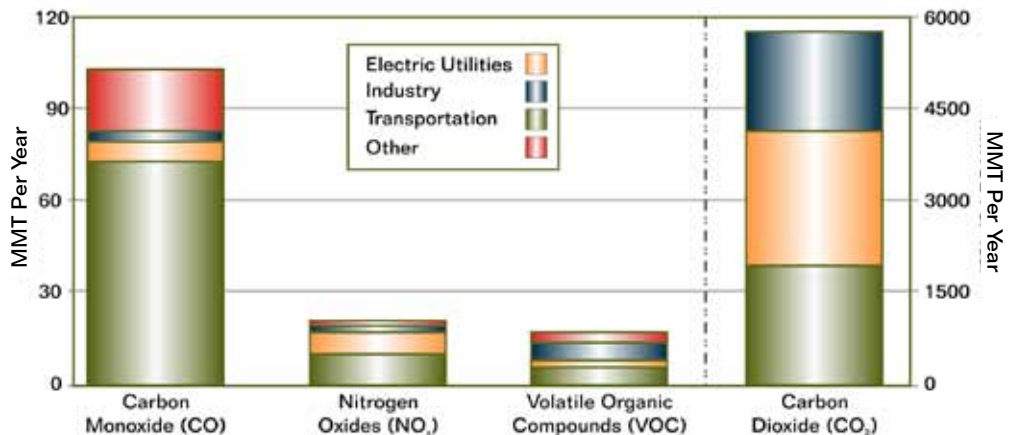 120
90
60
30
0
MMT Per Year
Electric Utilities
Industry
Transportation
Other
6000
4500
3000
1500
0
MMT Per Year
Carbon
Monoxide (CO)
Nitrogen
Oxides (NOₓ)
Volatile Organic
Compounds (VOC)
Carbon
Dioxide (CO₂)